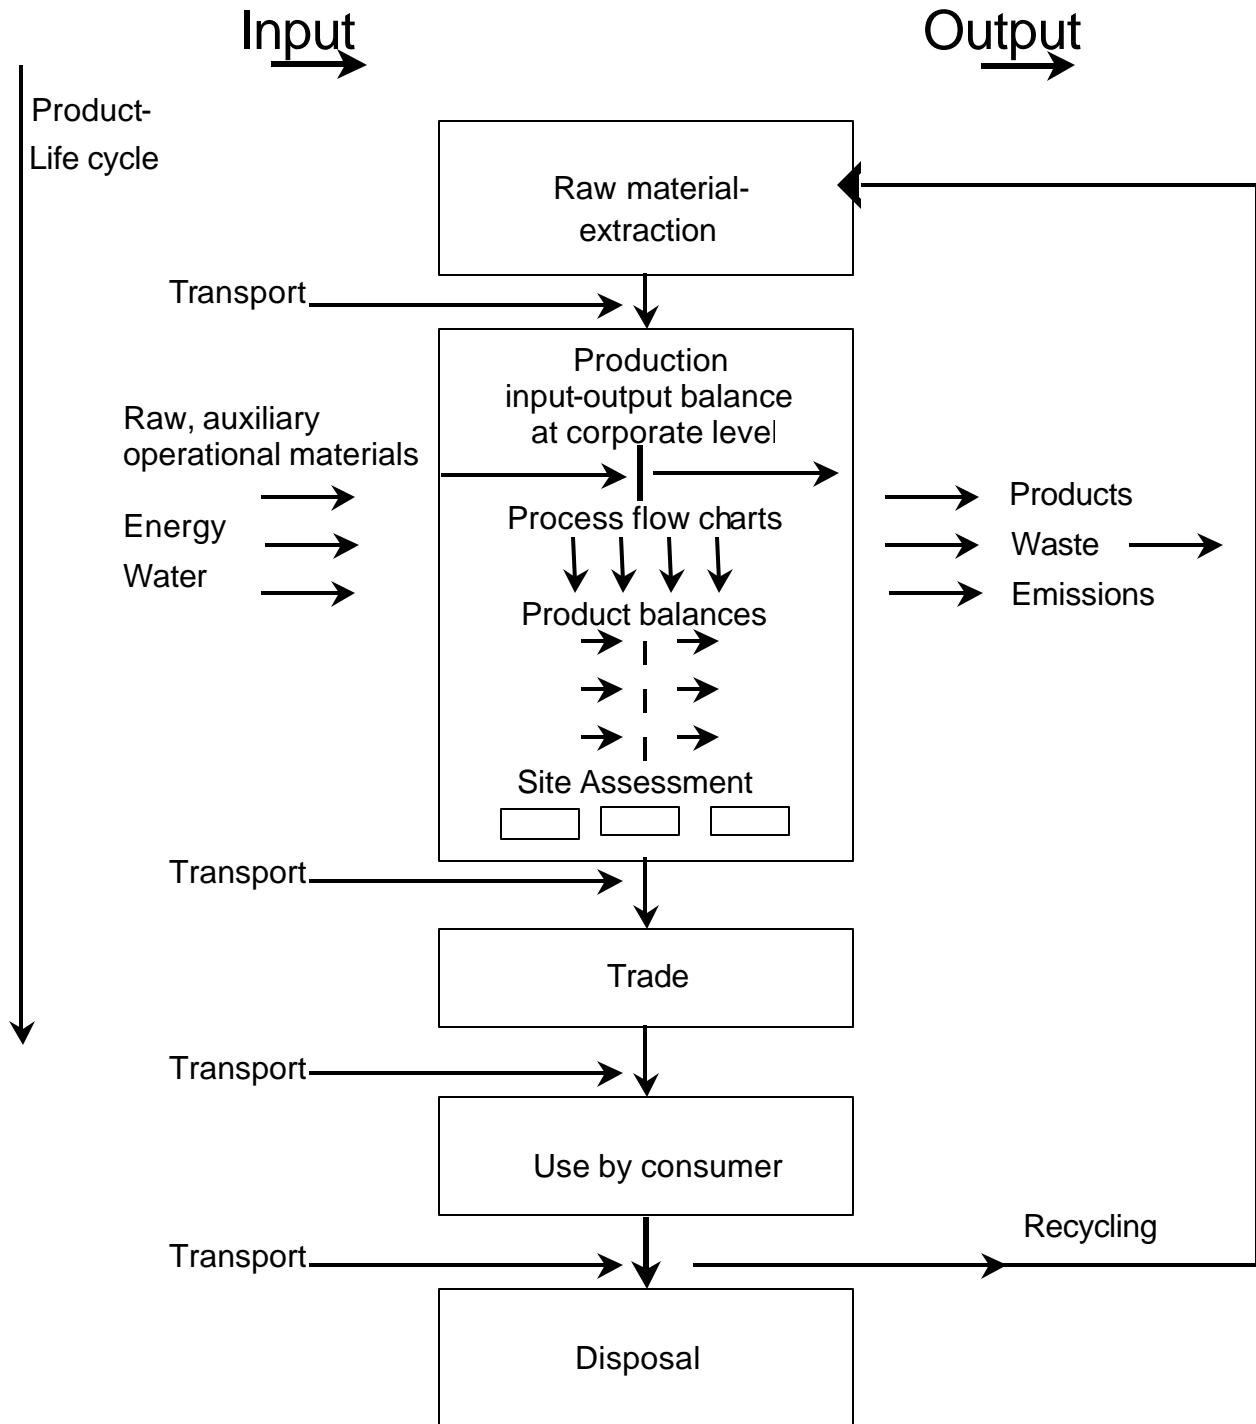 Input
Output
Product-
Life cycle
Raw material-
extraction
Transport
Production
input-output balance
at corporate level
Raw, auxiliary
operational materials
Energy
Water
Process flow charts
Product balances
Site Assessment
Products
Waste
Emissions
Transport
Trade
Transport
Use by consumer
Recycling
Transport
Disposal